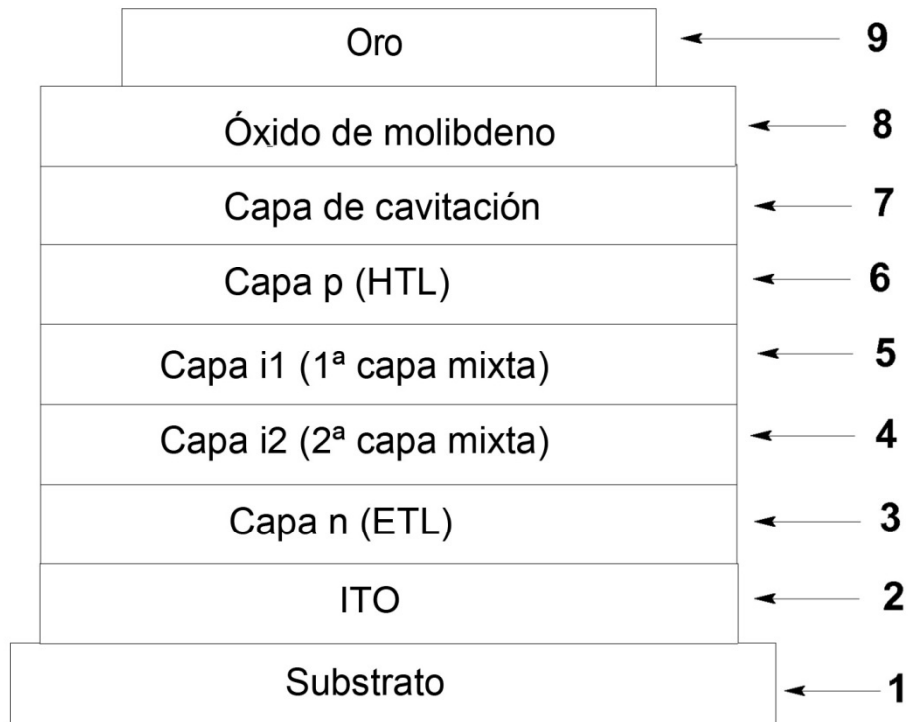 Oro 9
Óxido de molibdeno 8
Capa de cavitación 7
Capa p (HTL) 6
Capa i1 (1ª capa mixta) 5
Capa i2 (2ª capa mixta) 4
Capa n (ETL) 3
ITO 2
Substrato 1